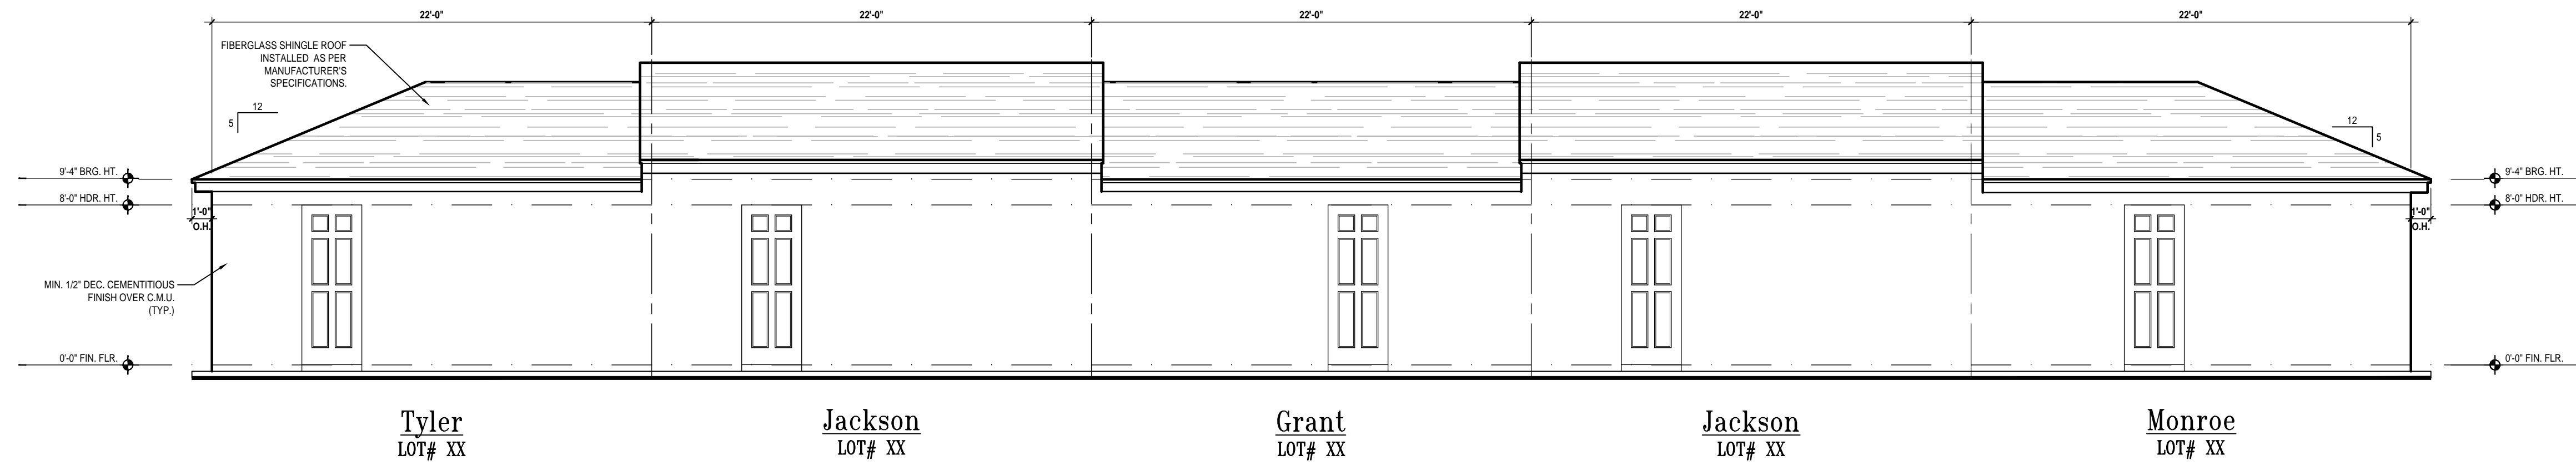 22'-0"
22'-0"
22'-0"
22'-0"
22'-0"
FIBERGLASS SHINGLE ROOF
INSTALLED AS PER
MANUFACTURER'S
SPECIFICATIONS.
12
5
12
5
9'-4" BRG. HT.
9'-4" BRG. HT.
8'-0" HDR. HT.
8'-0" HDR. HT.
1'-0"
O.H.
1'-0"
O.H.
MIN. 1/2" DEC. CEMENTITIOUS
FINISH OVER C.M.U.
(TYP.)
0'-0" FIN. FLR.
0'-0" FIN. FLR.
Tyler
LOT# XX
Jackson
LOT# XX
Grant
LOT# XX
Jackson
LOT# XX
Monroe
LOT# XX